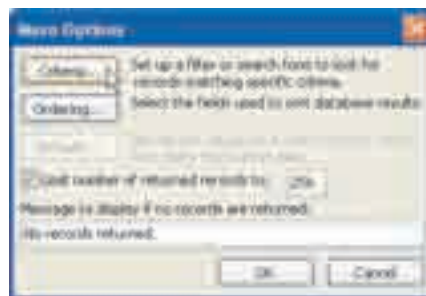 More Options
Criteria...
Set up a filter or search form to look for
records matching specific criteria.
Ordering...
Select the fields used to sort database results
Limit number of returned records to: 256
Message to display if no records are returned:
No records returned.
OK
Cancel